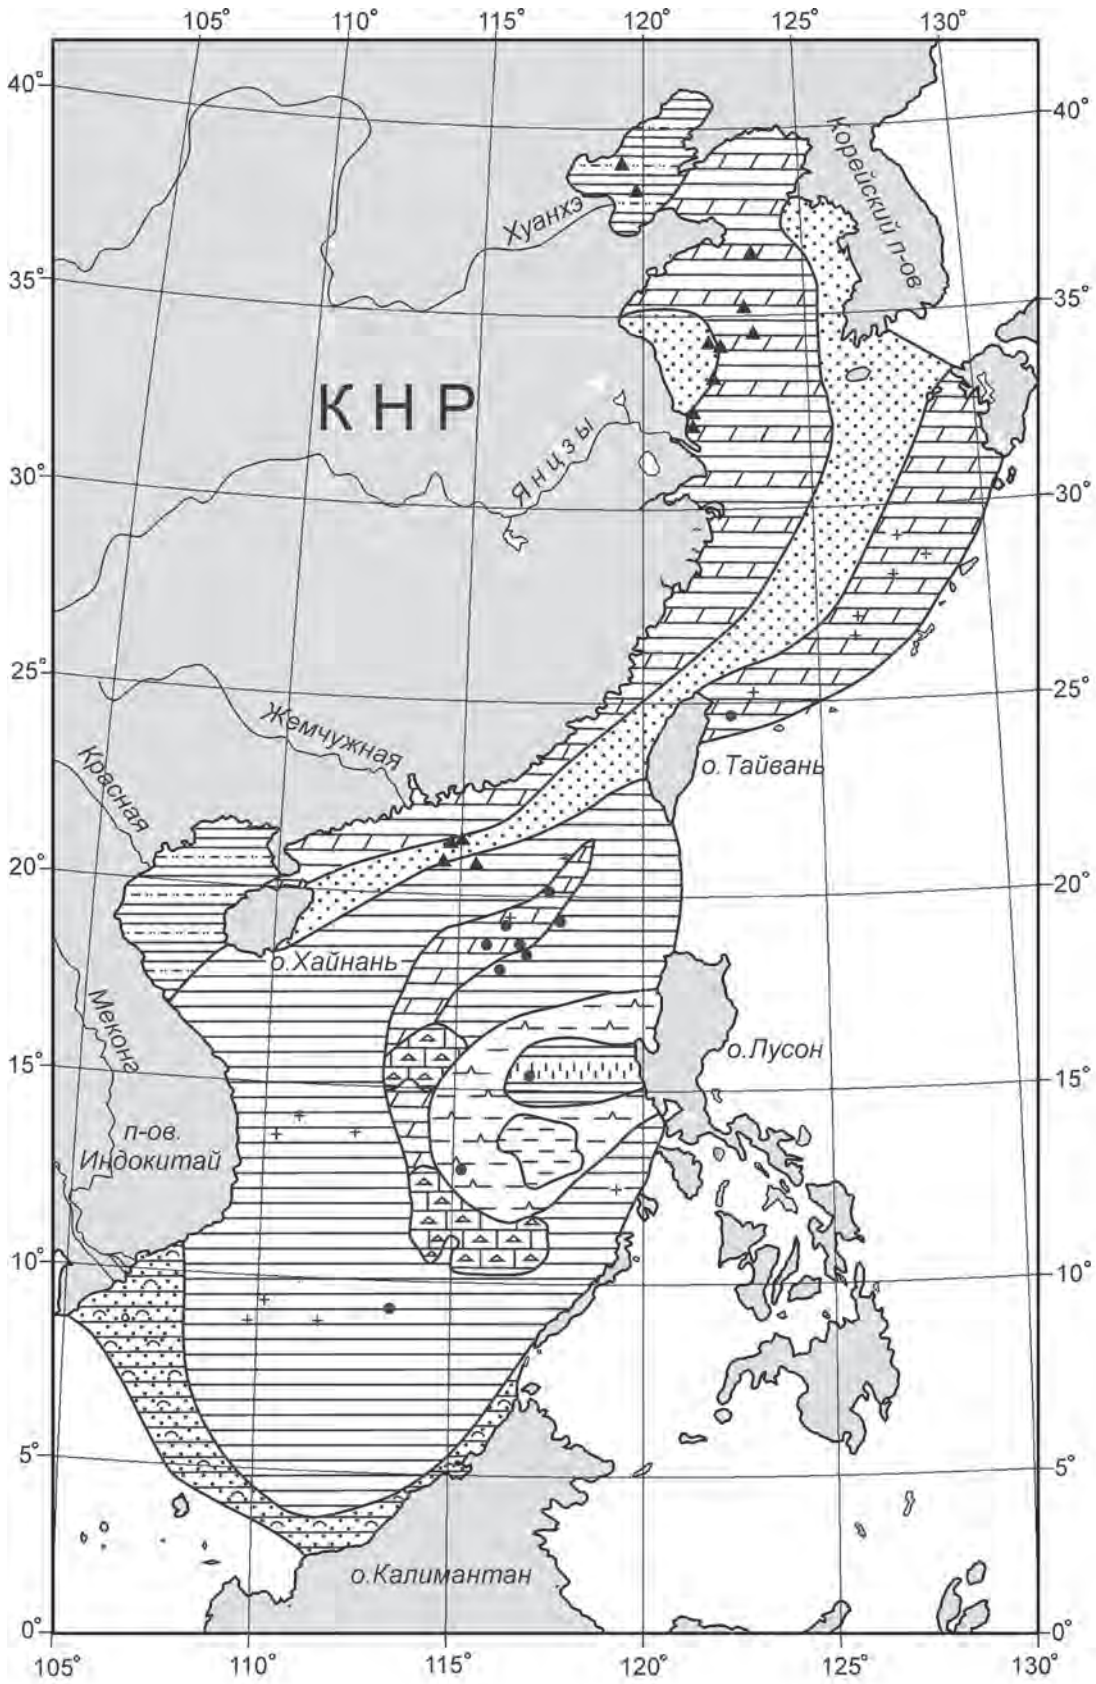 105° 110° 115° 120° 125° 130°
40° 40°
Корейский п-ов
Хуанхэ
35° 35°
КНР
Янцзы
30° 30°
25° 25°
Жемчужная
Красная
о.Тайвань
20° 20°
о.Хайнань
Меконг
о.Лусон
15° 15°
п-ов.
Индокитай
10° 10°
5° 5°
о.Калимантан
0° 0°
105° 110° 115° 120° 125° 130°